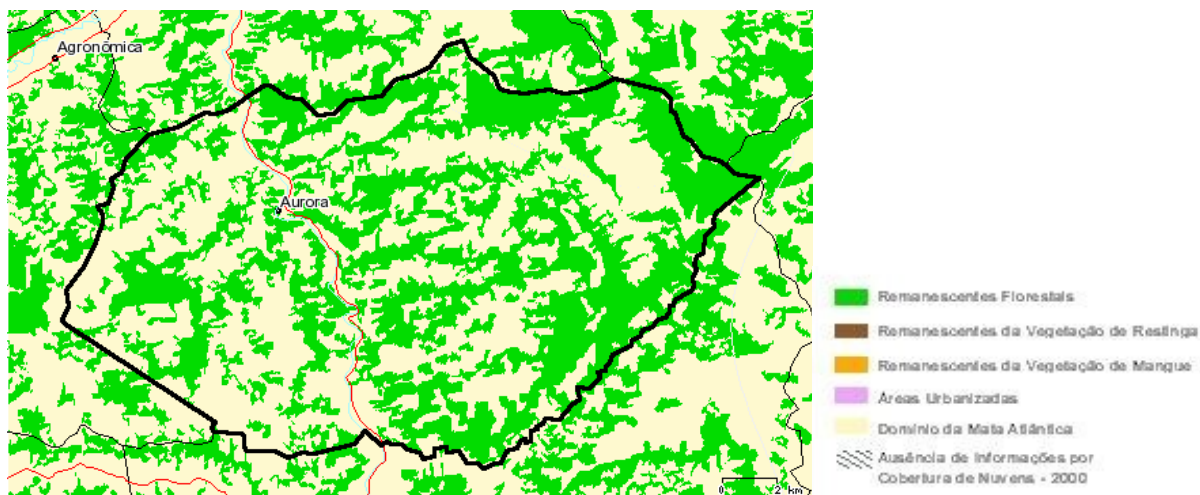 Agronômica
Aurora
0 2 km
Remanescentes Florestais
Remanescentes da Vegetação de Restinga
Remanescentes da Vegetação de Mangue
Áreas Urbanizadas
Domínio da Mata Atlântica
Ausência de Informações por
Cobertura de Nuvens - 2000